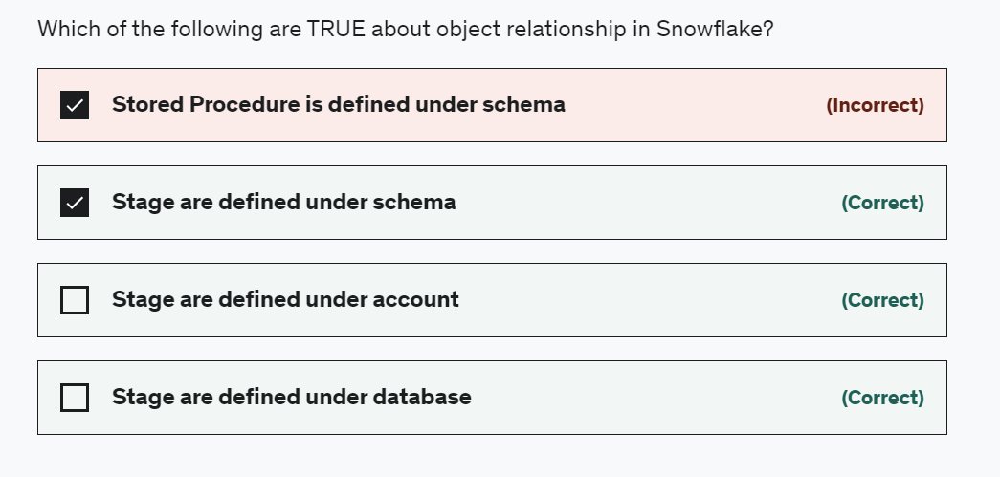 Which of the following are TRUE about object relationship in Snowflake?
Stored Procedure is defined under schema (Incorrect)
Stage are defined under schema (Correct)
Stage are defined under account (Correct)
Stage are defined under database (Correct)